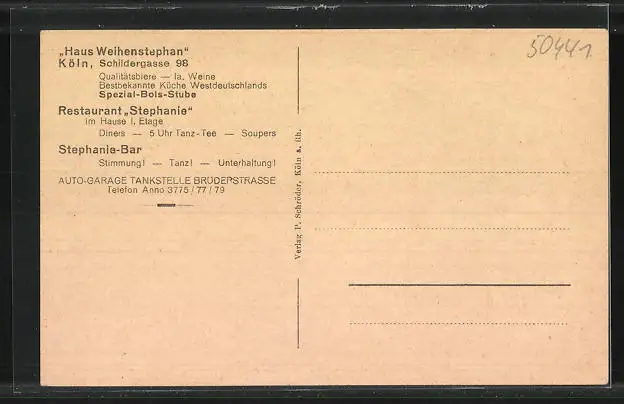 „Haus Weihenstephan"
Köln, Schildergasse 98
Qualitätsbiere — Ia. Weine
Bestbekannte Küche Westdeutschlands
Spezial-Bols-Stube
Restaurant „Stephanie"
im Hause I. Etage
Diners — 5 Uhr Tanz-Tee — Soupers
Stephanie-Bar
Stimmung! — Tanz! — Unterhaltung!
AUTO-GARAGE TANKSTELLE BRÜDERSTRASSE
Telefon Anno 3775/77/79
Verlag P. Schröder, Köln a. Rh.
50441